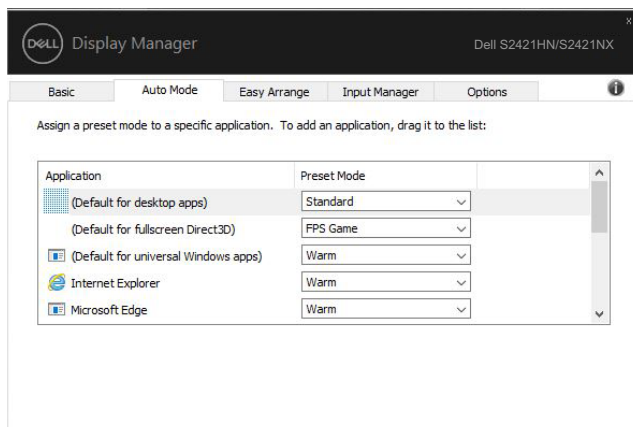 DELL Display Manager Dell S2421HN/S2421NX
Basic Auto Mode Easy Arrange Input Manager Options
Assign a preset mode to a specific application. To add an application, drag it to the list:
Application Preset Mode
(Default for desktop apps) Standard
(Default for fullscreen Direct3D) FPS Game
(Default for universal Windows apps) Warm
Internet Explorer Warm
Microsoft Edge Warm